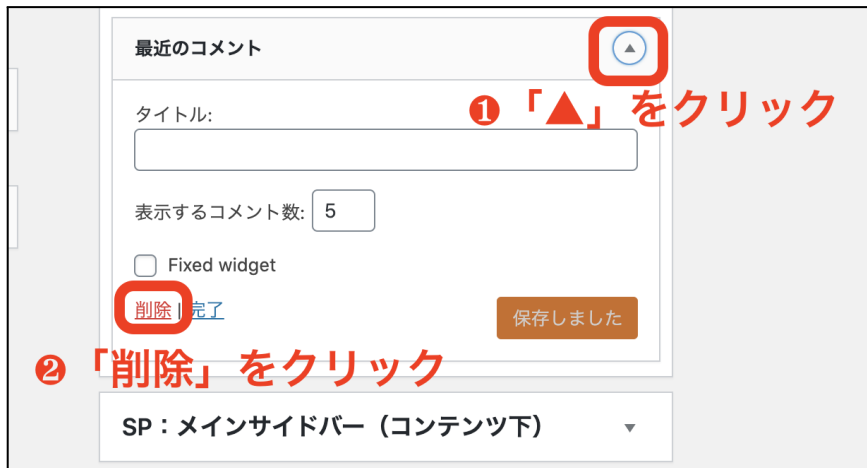 最近のコメント
▲
❶「▲」をクリック
タイトル:
表示するコメント数: 5
Fixed widget
削除 | 完了
保存しました
❷「削除」をクリック
SP：メインサイドバー（コンテンツ下）
▼